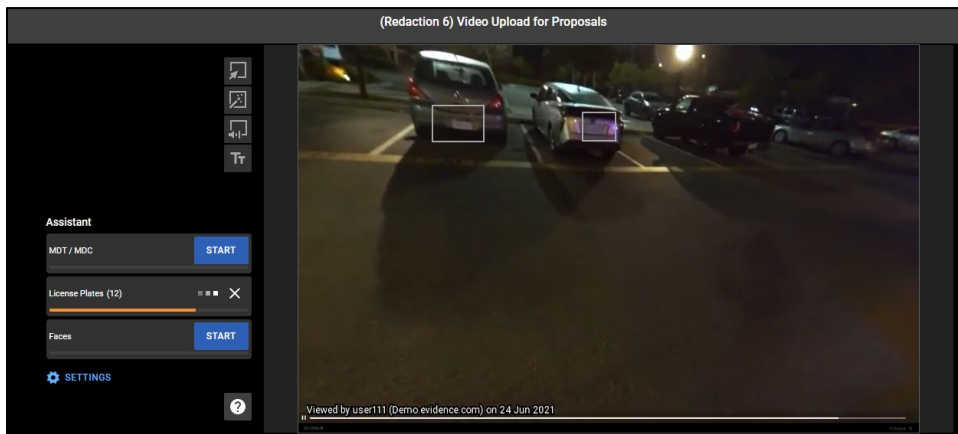 (Redaction 6) Video Upload for Proposals
TT
Assistant
MDT / MDC
START
License Plates (12)
Faces
START
SETTINGS
?
Viewed by user111 (Demo.evidence.com) on 24 Jun 2021